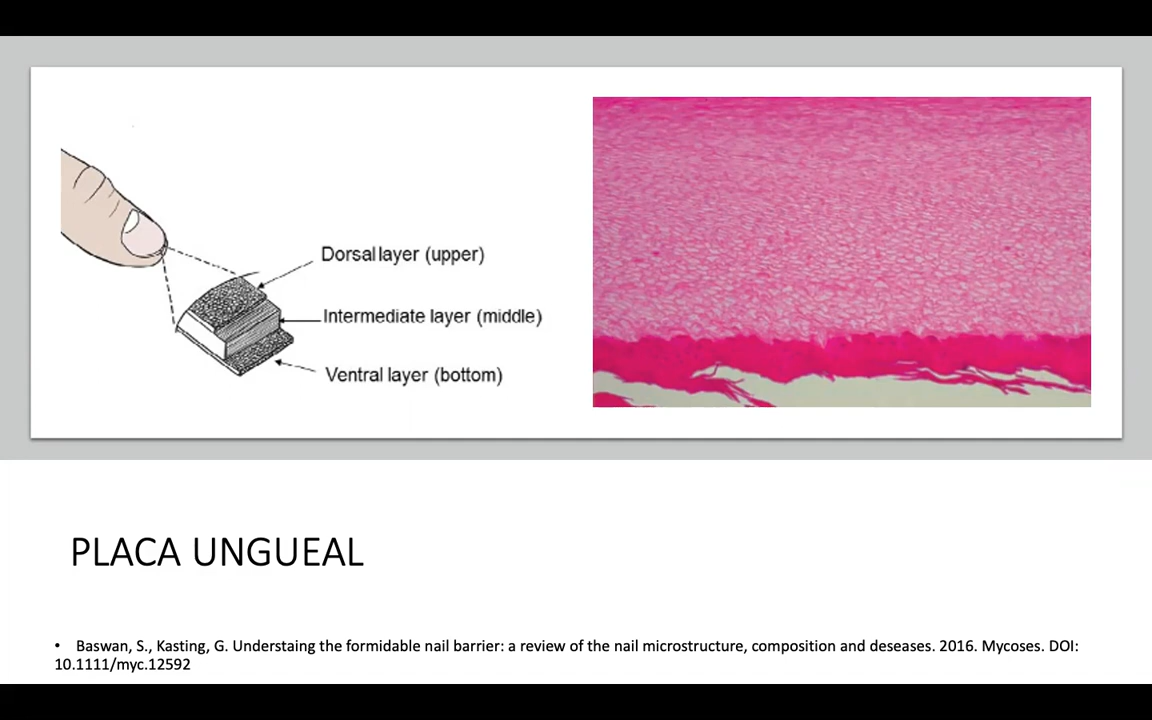 Dorsal layer (upper)
Intermediate layer (middle)
Ventral layer (bottom)
PLACA UNGUEAL
• Baswan, S., Kasting, G. Understaing the formidable nail barrier: a review of the nail microstructure, composition and deseases. 2016. Mycoses. DOI:
10.1111/myc.12592